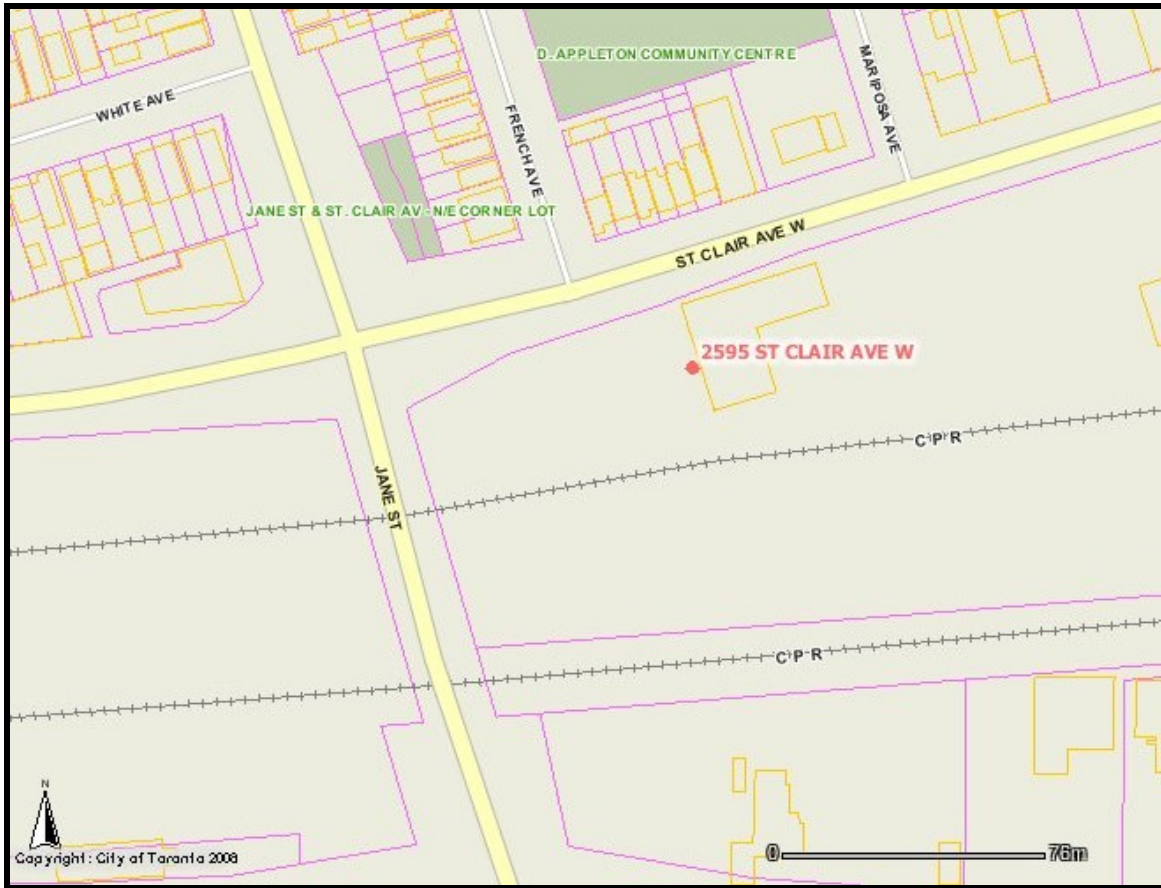 D. APPLETON COMMUNITY CENTRE
MARIPOSA AVE
WHITE AVE
FRENCH AVE
JANE ST & ST. CLAIR AV - N/E CORNER LOT
ST CLAIR AVE W
2595 ST CLAIR AVE W
C P R
JANE ST
C P R
N
Copyright: City of Toronto 2008
0 76m